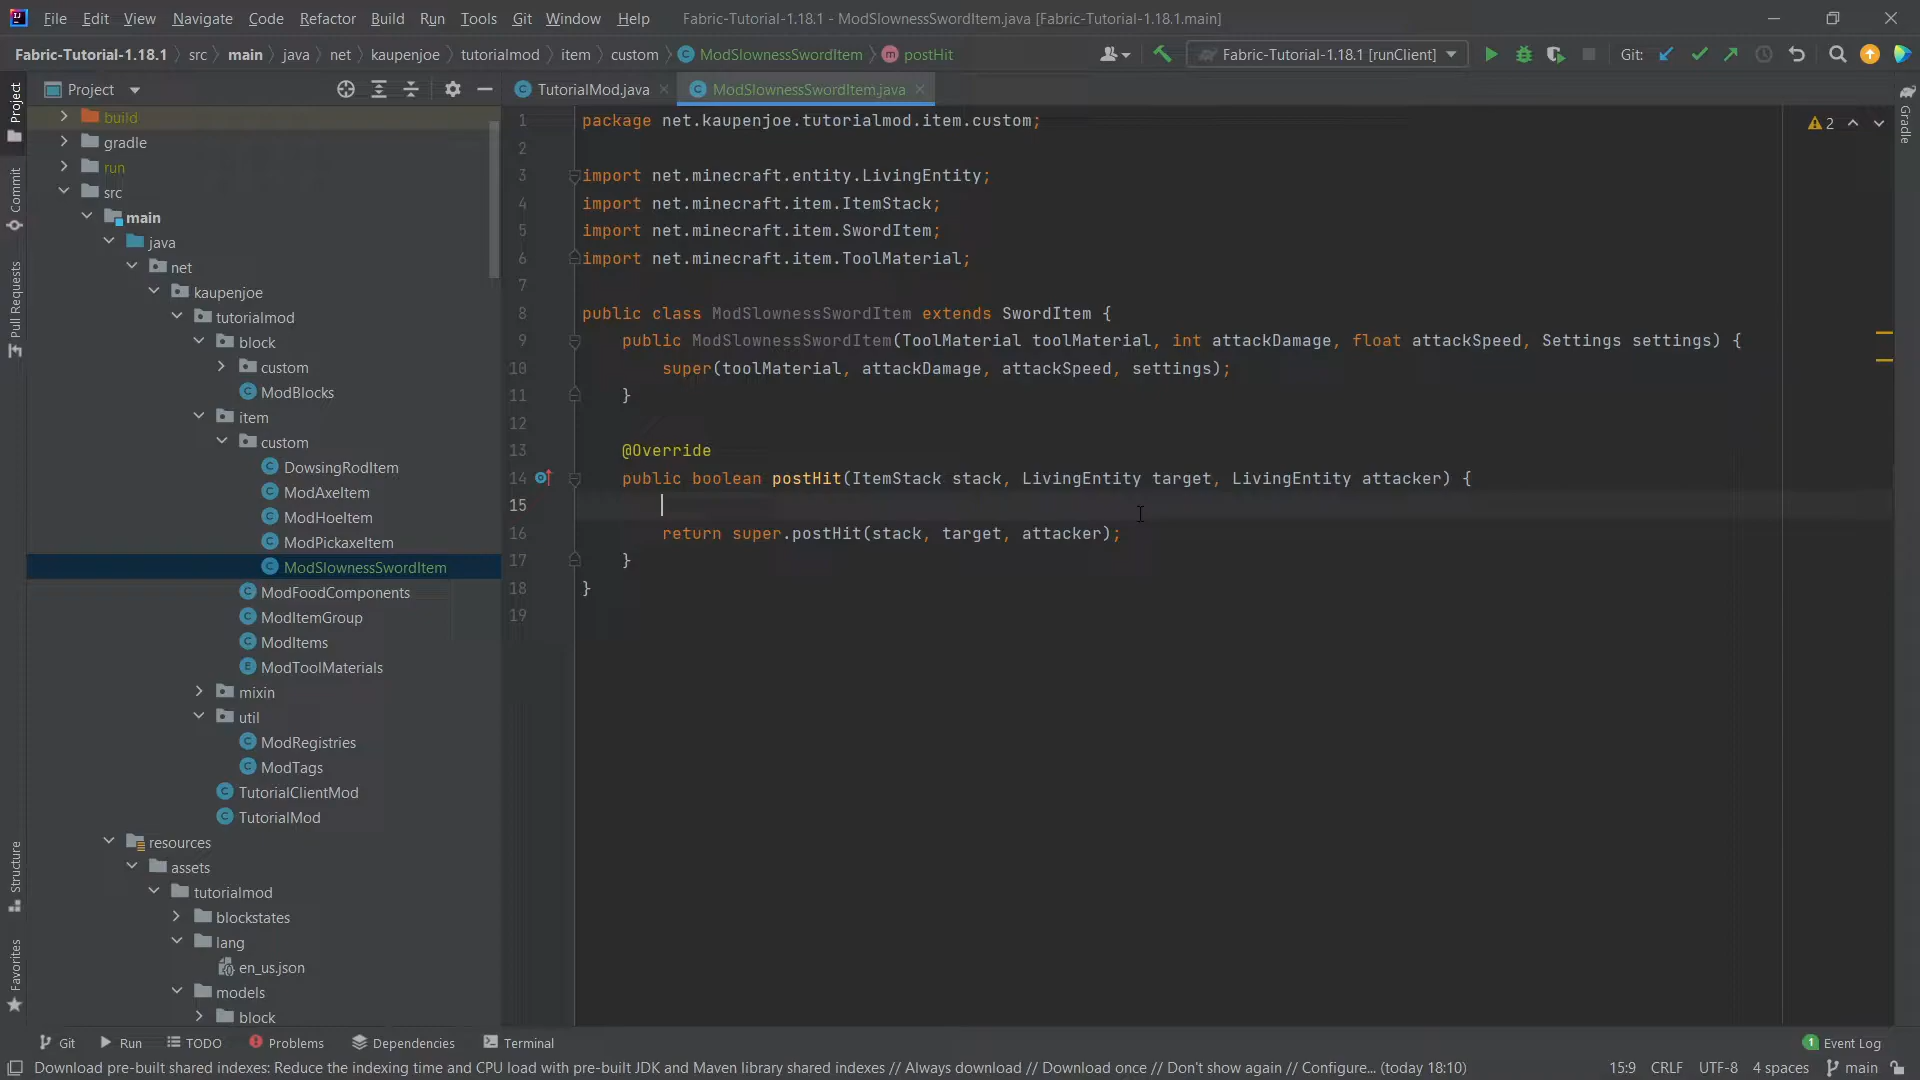 File Edit View Navigate Code Refactor Build Run Tools Git Window Help Fabric-Tutorial-1.18.1 - ModSlownessSwordItem.java [Fabric-Tutorial-1.18.1.main]
Fabric-Tutorial-1.18.1 src main java net kaupenjoe tutorialmod item custom ModSlownessSwordItem postHit Fabric-Tutorial-1.18.1 [runClient] Git:
Project
TutorialMod.java ModSlownessSwordItem.java
build
gradle
run
src
main
java
net
kaupenjoe
tutorialmod
block
custom
ModBlocks
item
custom
DowsingRodItem
ModAxeItem
ModHoeItem
ModPickaxeItem
ModSlownessSwordItem
ModFoodComponents
ModItemGroup
ModItems
ModToolMaterials
mixin
util
ModRegistries
ModTags
TutorialClientMod
TutorialMod
resources
assets
tutorialmod
blockstates
lang
en_us.json
models
block
1 package net.kaupenjoe.tutorialmod.item.custom;
2
3 import net.minecraft.entity.LivingEntity;
4 import net.minecraft.item.ItemStack;
5 import net.minecraft.item.SwordItem;
6 import net.minecraft.item.ToolMaterial;
7
8 public class ModSlownessSwordItem extends SwordItem {
9 public ModSlownessSwordItem(ToolMaterial toolMaterial, int attackDamage, float attackSpeed, Settings settings) {
10 super(toolMaterial, attackDamage, attackSpeed, settings);
11 }
12
13 @Override
14 public boolean postHit(ItemStack stack, LivingEntity target, LivingEntity attacker) {
15
16 return super.postHit(stack, target, attacker);
17 }
18 }
19
2
Project
Commit
Pull Requests
Structure
Favorites
Gradle
Git Run TODO Problems Dependencies Terminal 1 Event Log
Download pre-built shared indexes: Reduce the indexing time and CPU load with pre-built JDK and Maven library shared indexes // Always download // Download once // Don't show again // Configure... (today 18:10) 15:9 CRLF UTF-8 4 spaces main